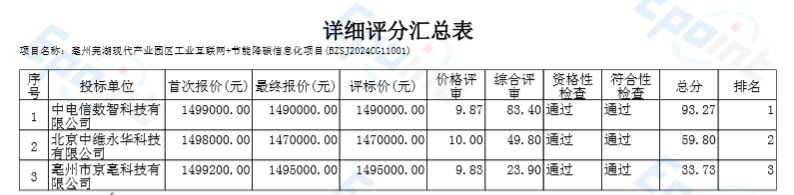 详细评分汇总表
项目名称：亳州芜湖现代产业园区工业互联网+节能降碳信息化项目(BZSJ2024CG11001)
序号 投标单位 首次报价(元) 最终报价(元) 评标价(元) 价格评审 综合评审 资格性检查 符合性检查 总分 排名
1 中电信数智科技有限公司 1499000.00 1490000.00 1490000.00 9.87 83.40 通过 通过 93.27 1
2 北京中维永华科技有限公司 1498000.00 1470000.00 1470000.00 10.00 49.80 通过 通过 59.80 2
3 亳州市京亳科技有限公司 1499200.00 1495000.00 1495000.00 9.83 23.90 通过 通过 33.73 3
Epoint